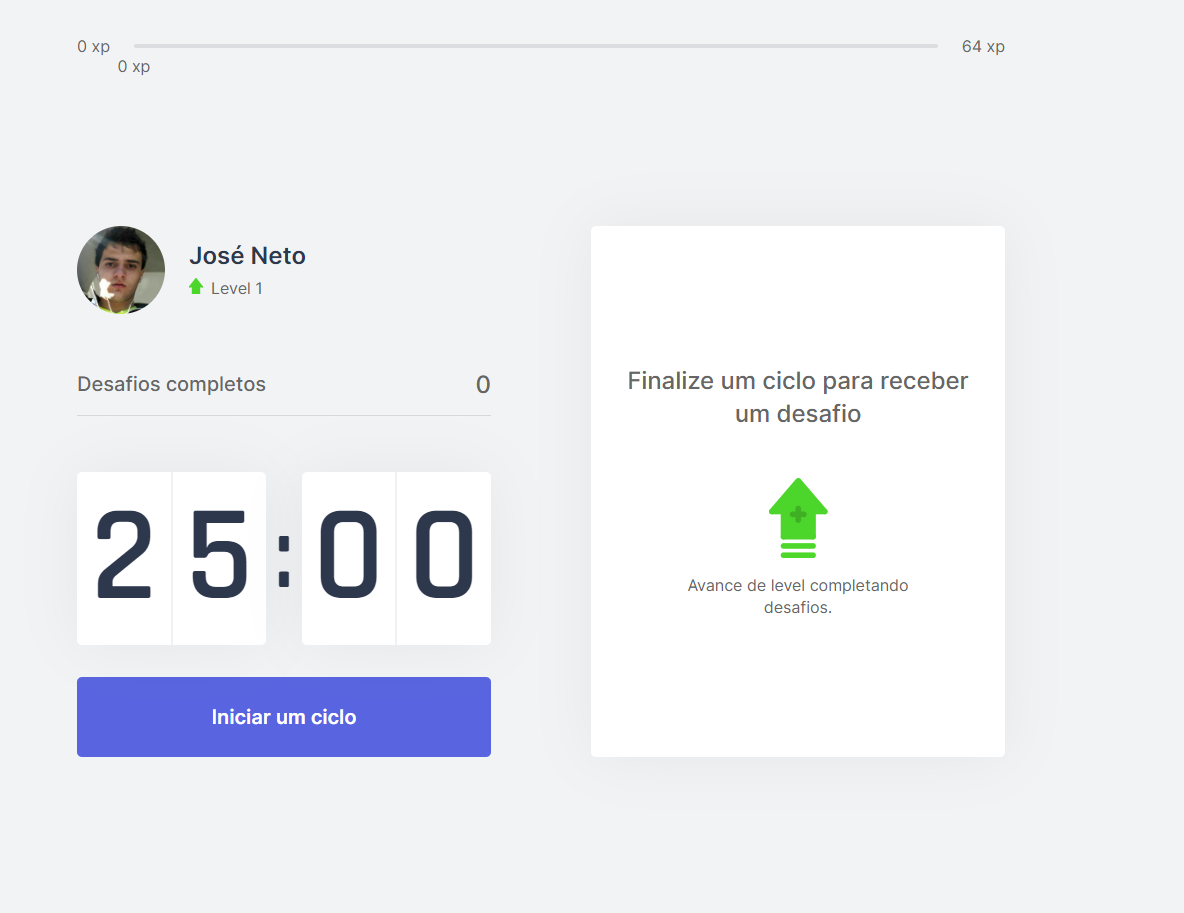 0 xp
64 xp
0 xp
José Neto
Level 1
Desafios completos
0
25:00
Iniciar um ciclo
Finalize um ciclo para receber
um desafio
Avance de level completando
desafios.